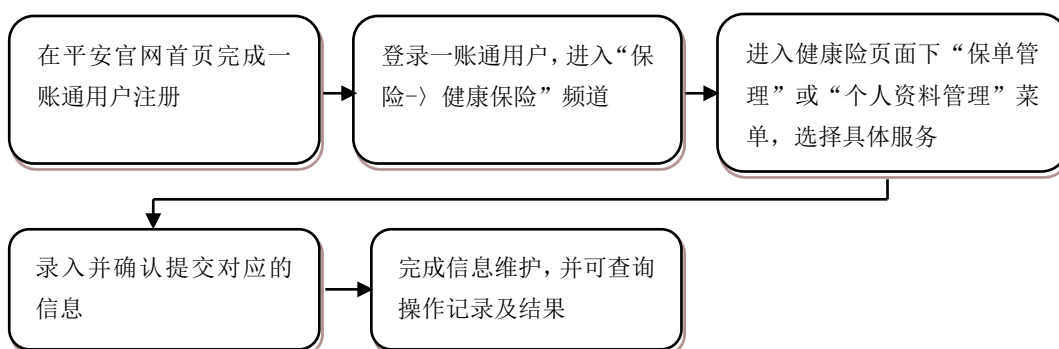 在平安官网首页完成一
账通用户注册
登录一账通用户,进入“保
险-〉健康保险”频道
进入健康险页面下“保单管
理”或“个人资料管理”菜
单，选择具体服务
录入并确认提交对应的
信息
完成信息维护,并可查询
操作记录及结果